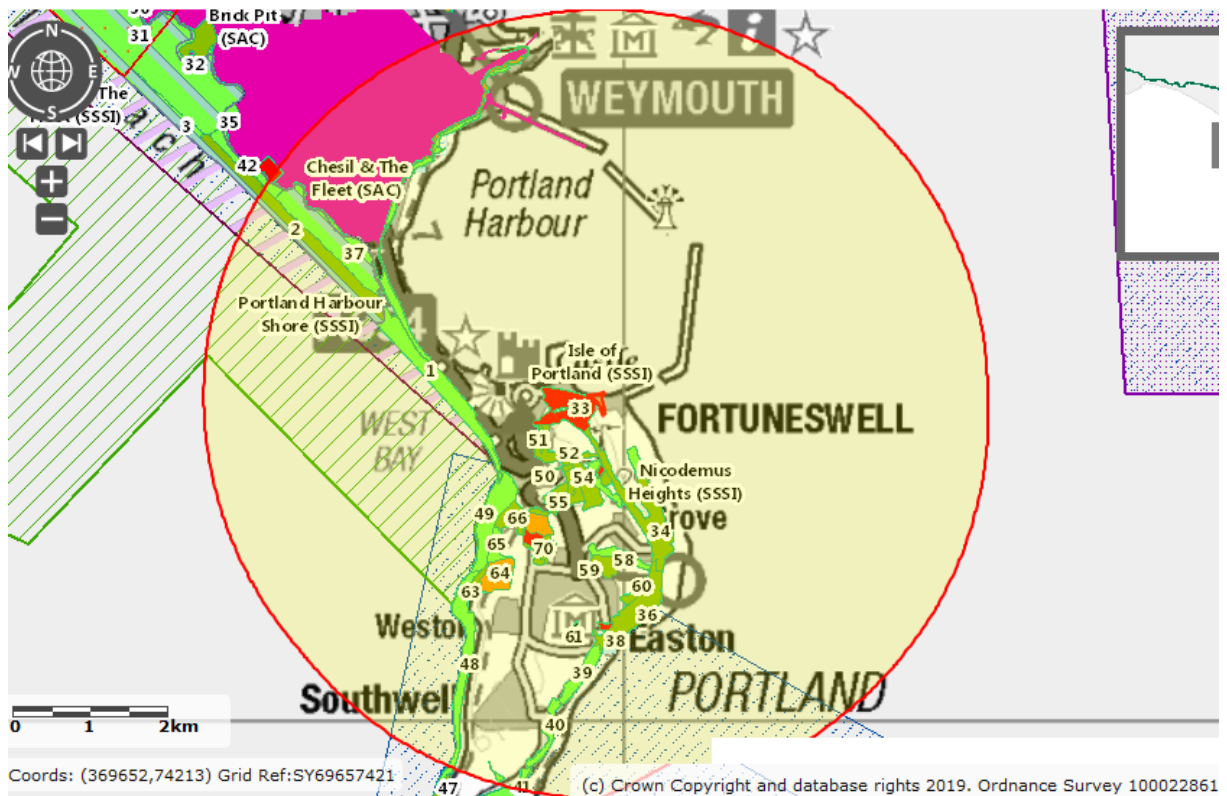 31
Brick Pit
(SAC)
32
N
W
E
S
The
(SSSI)
ach
3
35
42
WEYMOUTH
Chesil & The
Fleet (SAC)
Portland
Harbour
2
37
Portland Harbour
Shore (SSSI)
1
Isle of
Portland (SSSI)
Castle
WEST
BAY
33
FORTUNESWELL
51
52
50
54
55
Nicodemus
Heights (SSSI)
Grove
34
49
66
65
70
64
63
59
58
60
36
M
61
38
Easton
Weston
48
39
PORTLAND
Southwell
40
47
41
0 1 2km
Coords: (369652,74213) Grid Ref:SY69657421
(c) Crown Copyright and database rights 2019. Ordnance Survey 100022861